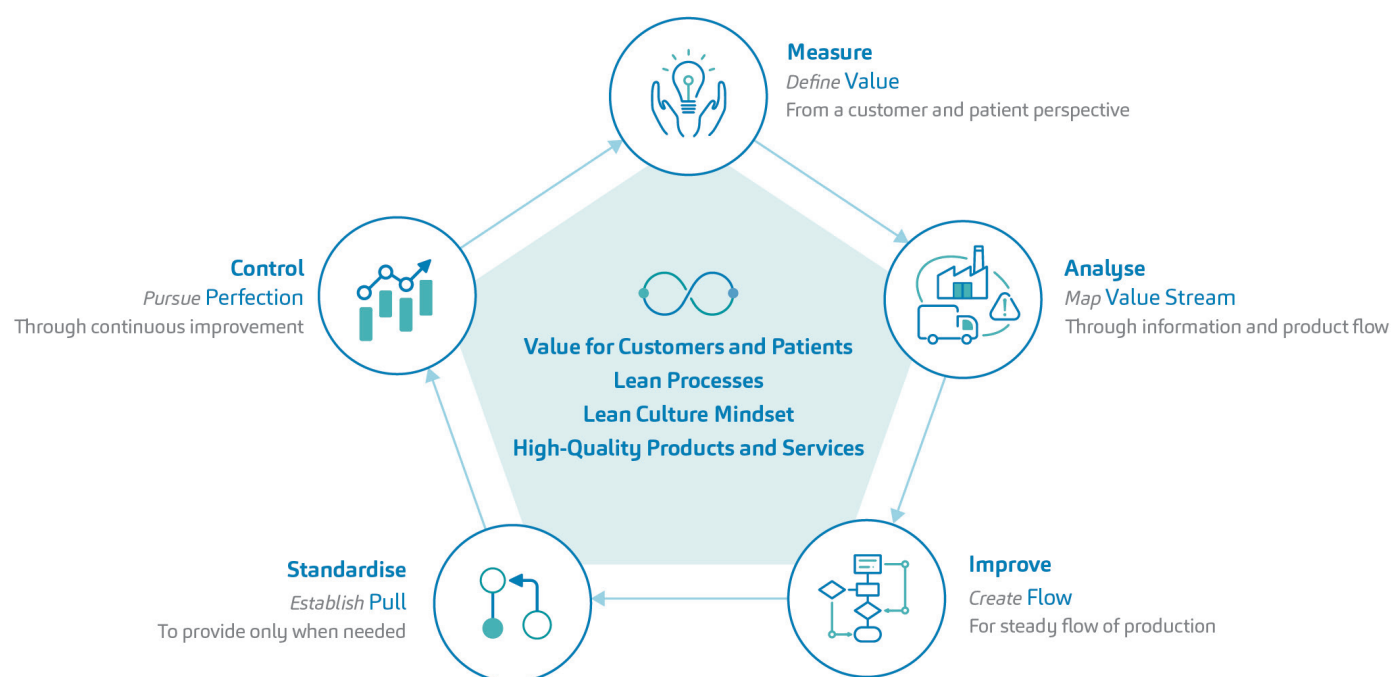 Measure
Define Value
From a customer and patient perspective
Analyse
Map Value Stream
Through information and product flow
Improve
Create Flow
For steady flow of production
Standardise
Establish Pull
To provide only when needed
Control
Pursue Perfection
Through continuous improvement
Value for Customers and Patients
Lean Processes
Lean Culture Mindset
High-Quality Products and Services